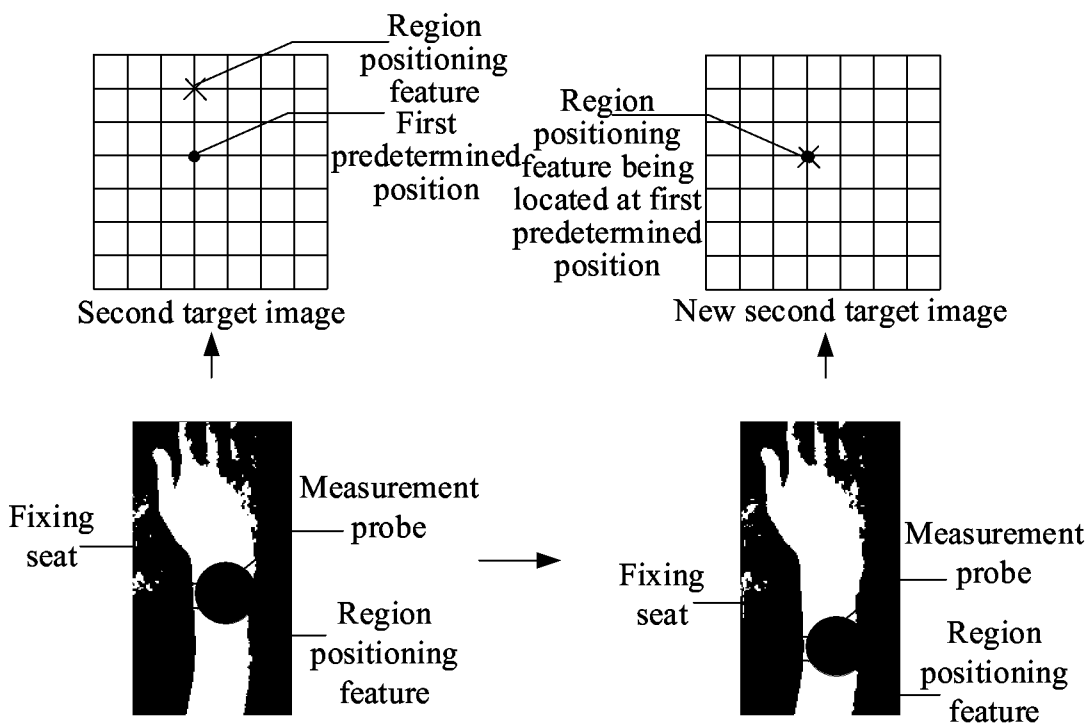 Region
positioning
feature
First
predetermined
position
Second target image
Region
positioning
feature being
located at first
predetermined
position
New second target image
Fixing
seat
Measurement
probe
Region
positioning
feature
Fixing
seat
Measurement
probe
Region
positioning
feature